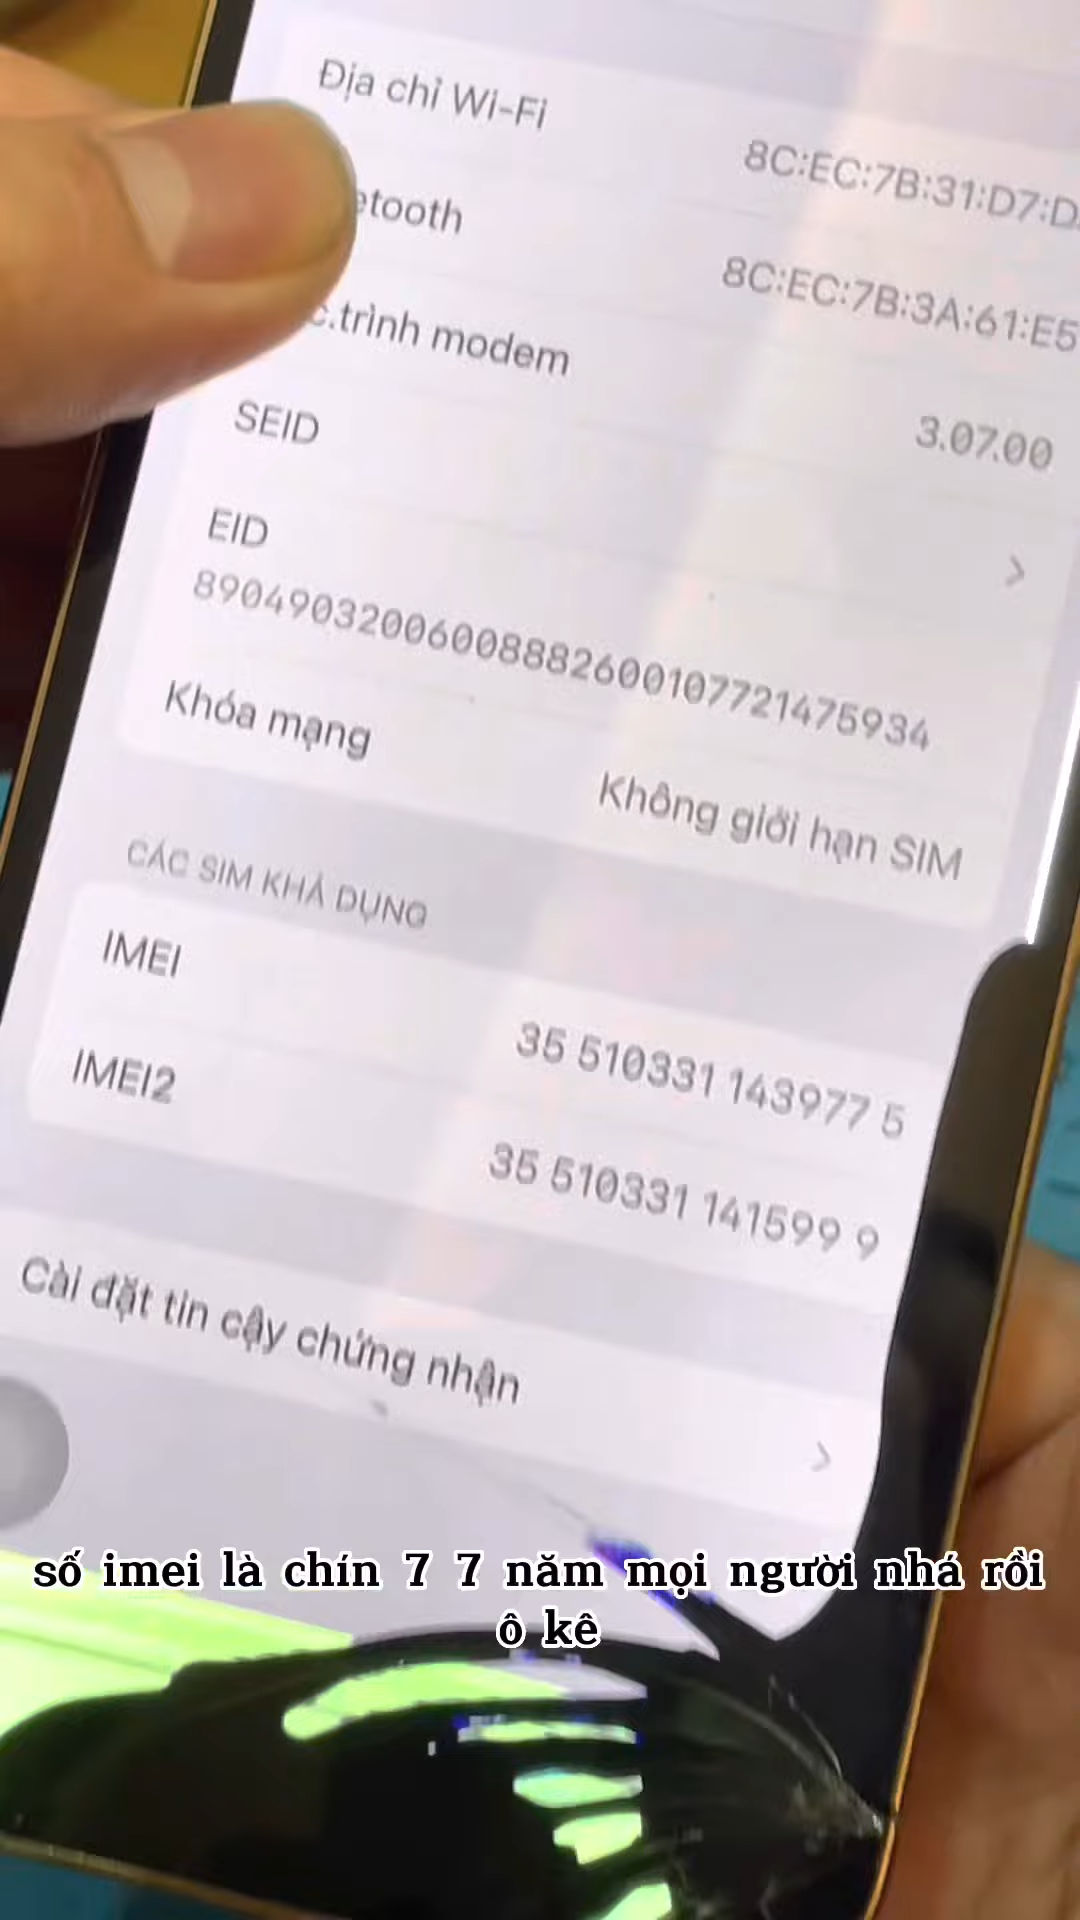 Địa chỉ Wi-Fi
8C:EC:7B:31:D7:D
etooth
8C:EC:7B:3A:61:E5
c.trình modem
3.07.00
SEID
EID
89049032006008882600107721475934
Khóa mạng
Không giới hạn SIM
CÁC SIM KHẢ DỤNG
IMEI
35 510331 143977 5
IMEI2
35 510331 141599 9
Cài đặt tin cậy chứng nhận
số imei là chín 7 7 năm mọi người nhá rồi
ô kê